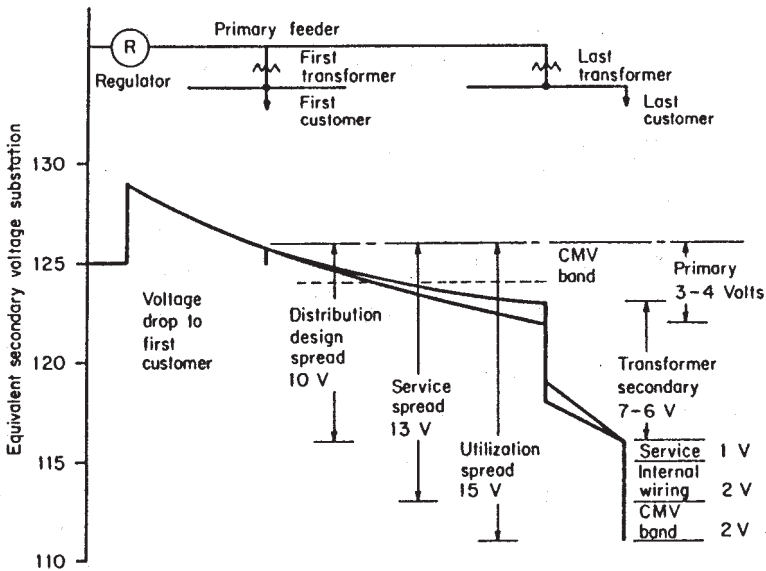 Primary feeder
R
Regulator
First
transformer
First
customer
Last
transformer
Last
customer
Equivalent secondary voltage substation
130
125
120
115
110
Voltage
drop to
first
customer
Distribution
design
spread
10 V
Service
spread
13 V
Utilization
spread
15 V
CMV
band
Primary
3-4 Volts
Transformer
secondary
7-6 V
Service 1 V
Internal
wiring 2 V
CMV
band 2 V